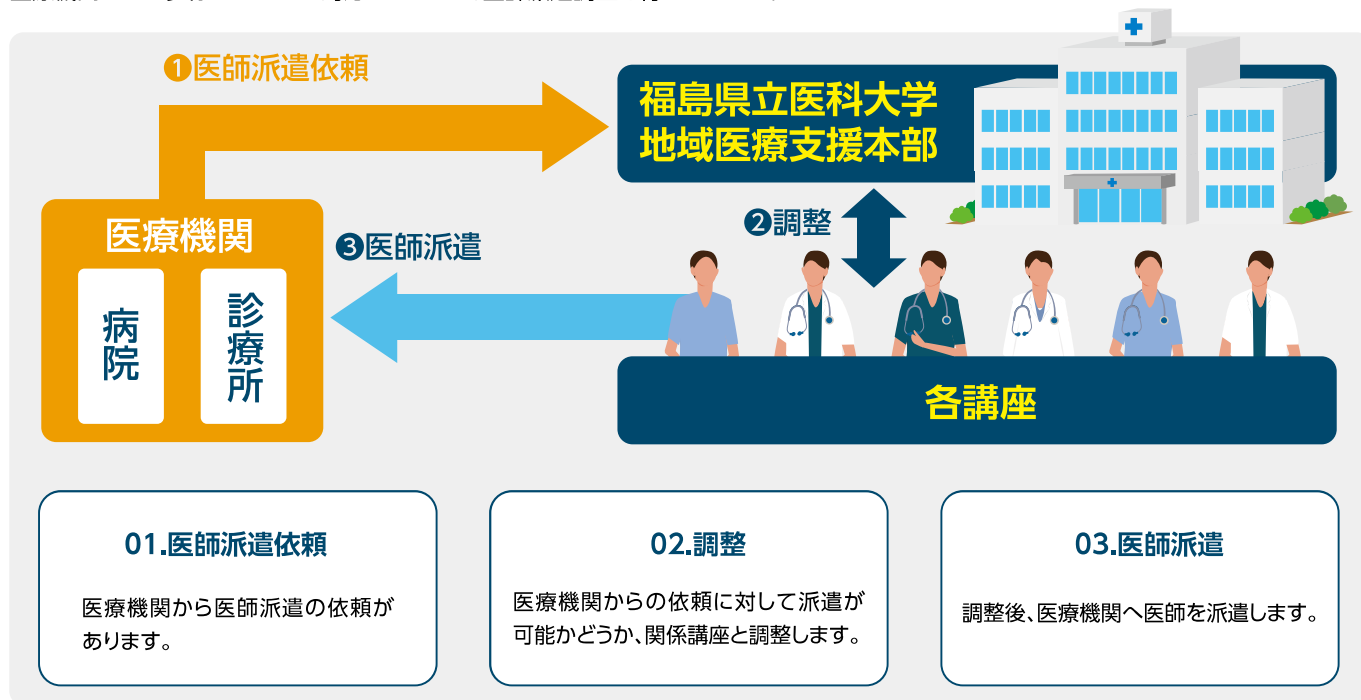 ❶医師派遣依頼
福島県立医科大学
地域医療支援本部
医療機関
病院
診療所
❸医師派遣
❷調整
各講座
01.医師派遣依頼
医療機関から医師派遣の依頼が
あります。
02.調整
医療機関からの依頼に対して派遣が
可能かどうか、関係講座と調整します。
03.医師派遣
調整後、医療機関へ医師を派遣します。